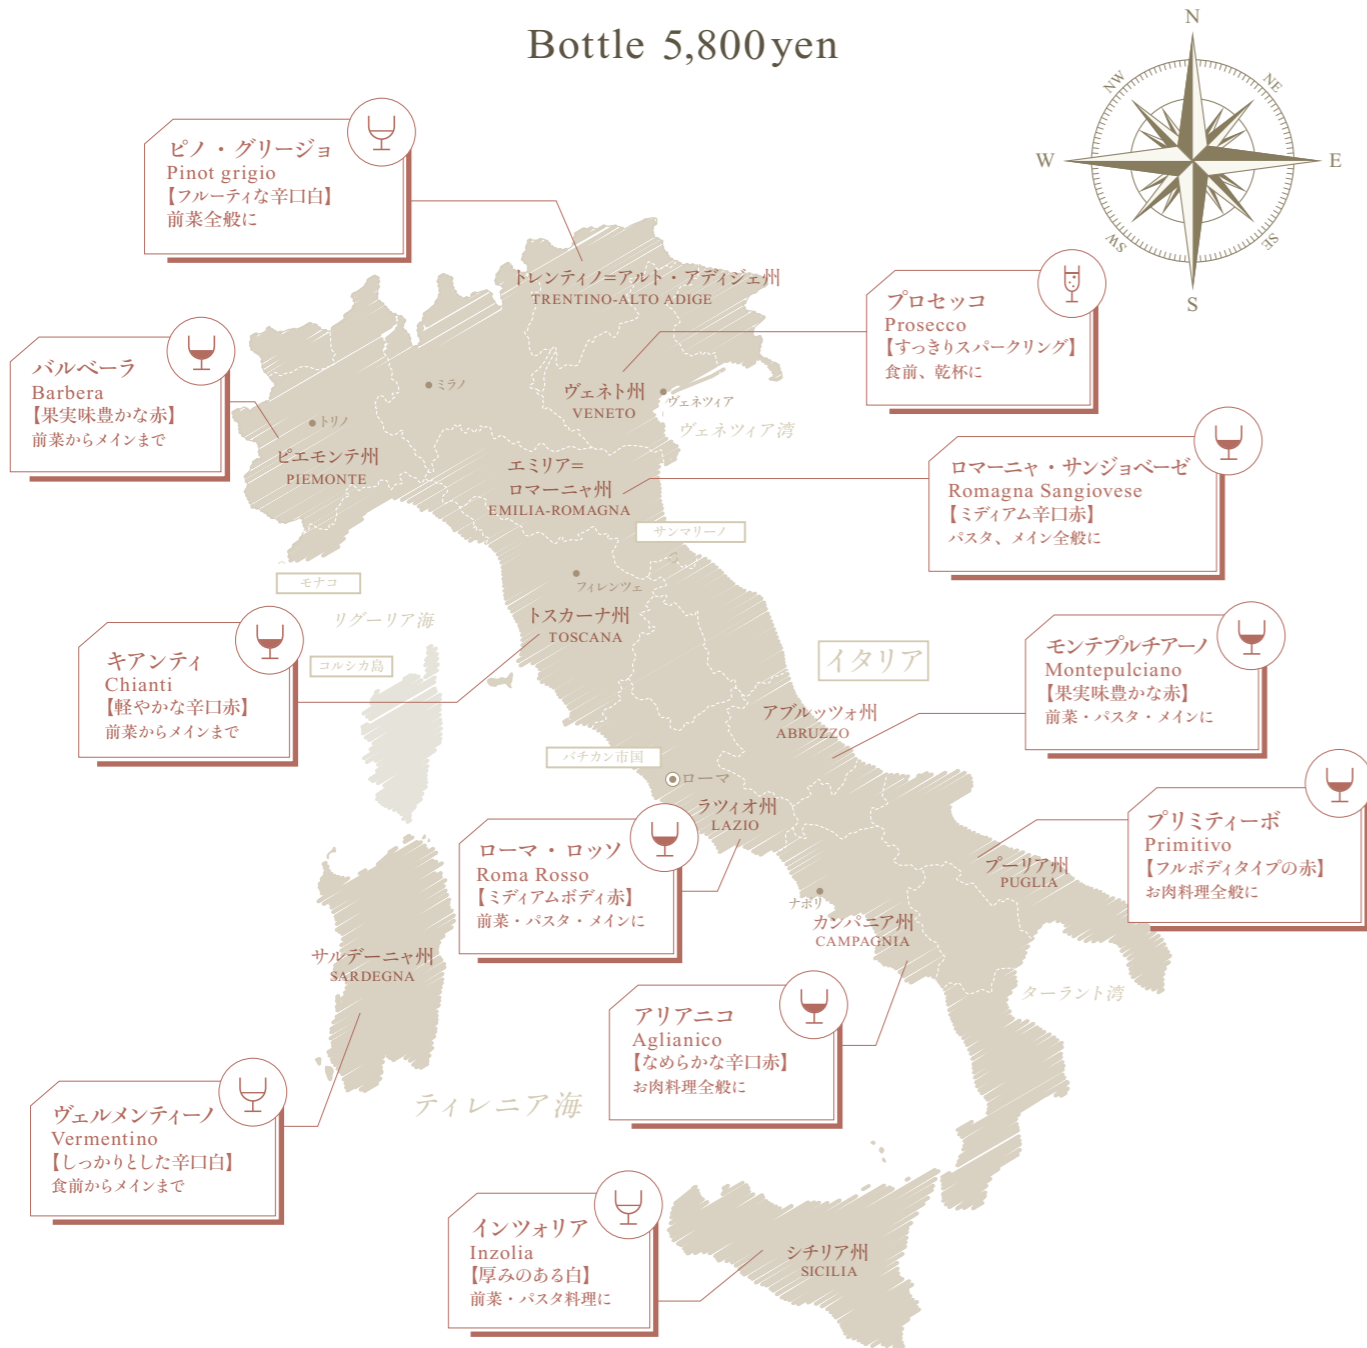 Bottle 5,800yen
N
NW
NE
W
E
SW
SE
S
ピノ・グリージョ
Pinot grigio
【フルーティな辛口白】
前菜全般に
トレンティノ=アルト・アディジェ州
TRENTINO-ALTO ADIGE
プロセッコ
Prosecco
【すっきりスパークリング】
食前、乾杯に
バルベーラ
Barbera
【果実味豊かな赤】
前菜からメインまで
ミラノ
トリノ
ピエモンテ州
PIEMONTE
ヴェネト州
VENETO
ヴェネツィア
ヴェネツィア湾
エミリア=
ロマーニャ州
EMILIA-ROMAGNA
ロマーニャ・サンジョベーゼ
Romagna Sangiovese
【ミディアム辛口赤】
パスタ、メイン全般に
サンマリーノ
モナコ
リグーリア海
コルシカ島
フィレンツェ
トスカーナ州
TOSCANA
キアンティ
Chianti
【軽やかな辛口赤】
前菜からメインまで
イタリア
モンテプルチアーノ
Montepulciano
【果実味豊かな赤】
前菜・パスタ・メインに
アブルッツォ州
ABRUZZO
バチカン市国
ローマ
ラツィオ州
LAZIO
ローマ・ロッソ
Roma Rosso
【ミディアムボディ赤】
前菜・パスタ・メインに
プリミティーボ
Primitivo
【フルボディタイプの赤】
お肉料理全般に
プーリア州
PUGLIA
ナポリ
カンパニア州
CAMPAGNIA
サルデーニャ州
SARDEGNA
ターラント湾
アリアニコ
Aglianico
【なめらかな辛口赤】
お肉料理全般に
ティレニア海
ヴェルメンティーノ
Vermentino
【しっかりとした辛口白】
食前からメインまで
インツォリア
Inzolia
【厚みのある白】
前菜・パスタ料理に
シチリア州
SICILIA